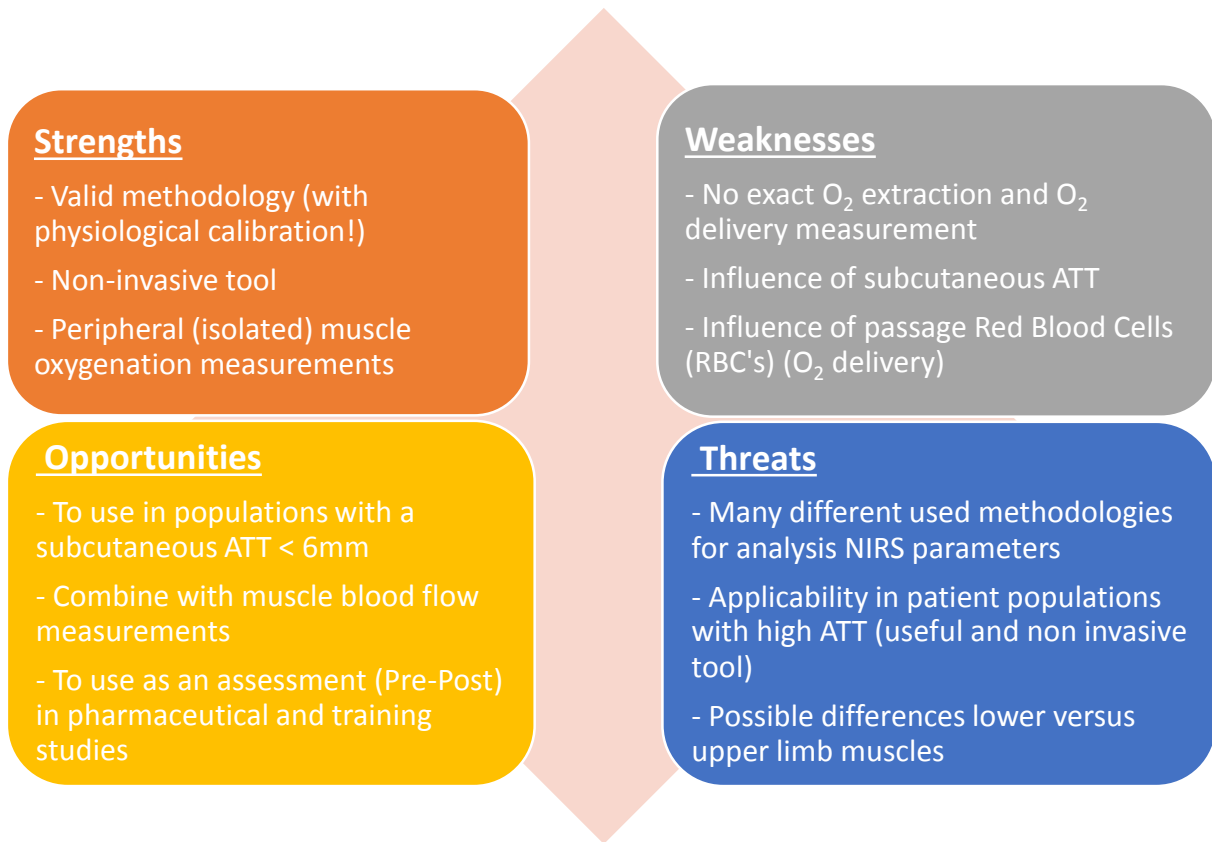 Strengths
- Valid methodology (with
physiological calibration!)
- Non-invasive tool
- Peripheral (isolated) muscle
oxygenation measurements
Weaknesses
- No exact O₂ extraction and O₂
delivery measurement
- Influence of subcutaneous ATT
- Influence of passage Red Blood Cells
(RBC's) (O₂ delivery)
Opportunities
- To use in populations with a
subcutaneous ATT < 6mm
- Combine with muscle blood flow
measurements
- To use as an assessment (Pre-Post)
in pharmaceutical and training
studies
Threats
- Many different used methodologies
for analysis NIRS parameters
- Applicability in patient populations
with high ATT (useful and non invasive
tool)
- Possible differences lower versus
upper limb muscles